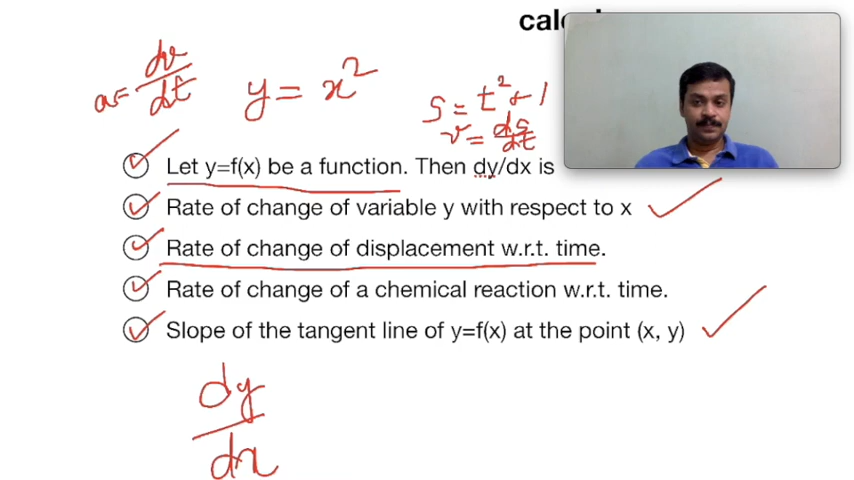 a = dv/dt
y = x²
s = t² + 1
v = ds/dt
Let y=f(x) be a function. Then dy/dx is
Rate of change of variable y with respect to x
Rate of change of displacement w.r.t. time.
Rate of change of a chemical reaction w.r.t. time.
Slope of the tangent line of y=f(x) at the point (x, y)
dy
dx